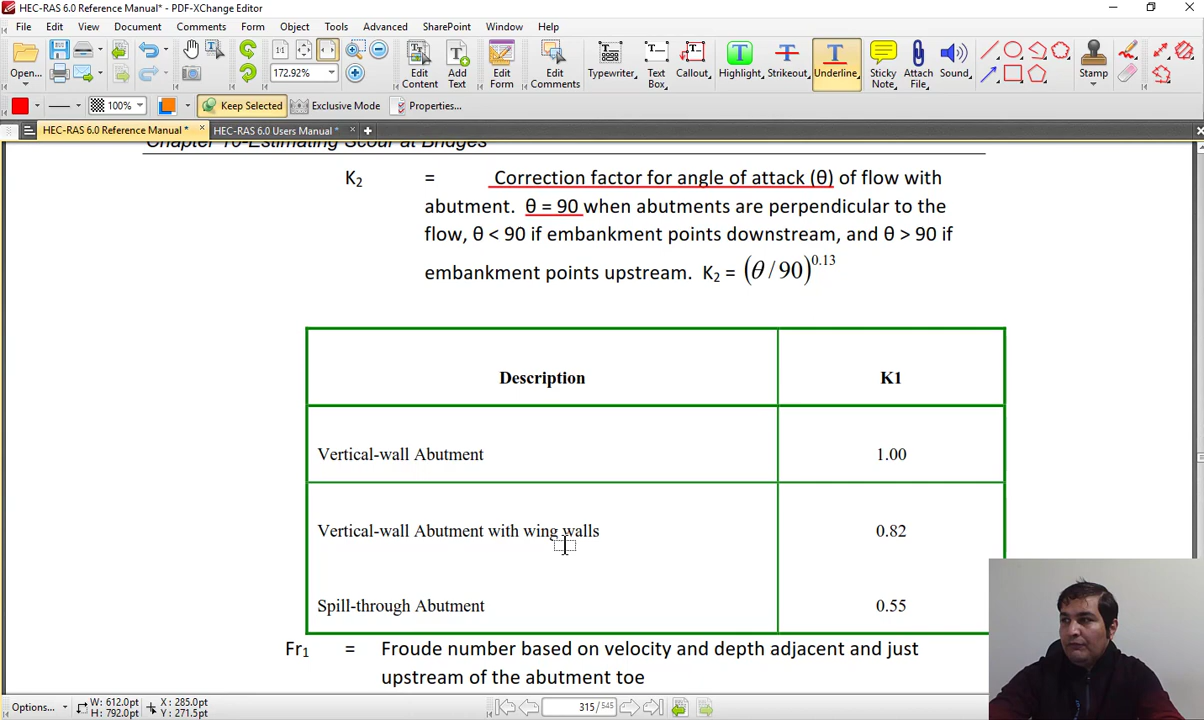 HEC-RAS 6.0 Reference Manual* - PDF-XChange Editor
File Edit View Document Comments Form Object Tools Advanced SharePoint Window Help
Open... 172.92% Edit Content Add Text Edit Form Edit Comments Typewriter Text Box Callout Highlight Strikeout Underline Sticky Note Attach File Sound Stamp
100% Keep Selected Exclusive Mode Properties...
HEC-RAS 6.0 Reference Manual * HEC-RAS 6.0 Users Manual *
Chapter 10-Estimating Scour at Bridges
K2 = Correction factor for angle of attack (θ) of flow with
abutment. θ = 90 when abutments are perpendicular to the
flow, θ < 90 if embankment points downstream, and θ > 90 if
embankment points upstream. K2 = (θ/90)^0.13
Description K1
Vertical-wall Abutment 1.00
Vertical-wall Abutment with wing walls 0.82
Spill-through Abutment 0.55
Fr1 = Froude number based on velocity and depth adjacent and just
upstream of the abutment toe
Options... W: 612.0pt X: 285.0pt 315/545
H: 792.0pt Y: 271.5pt